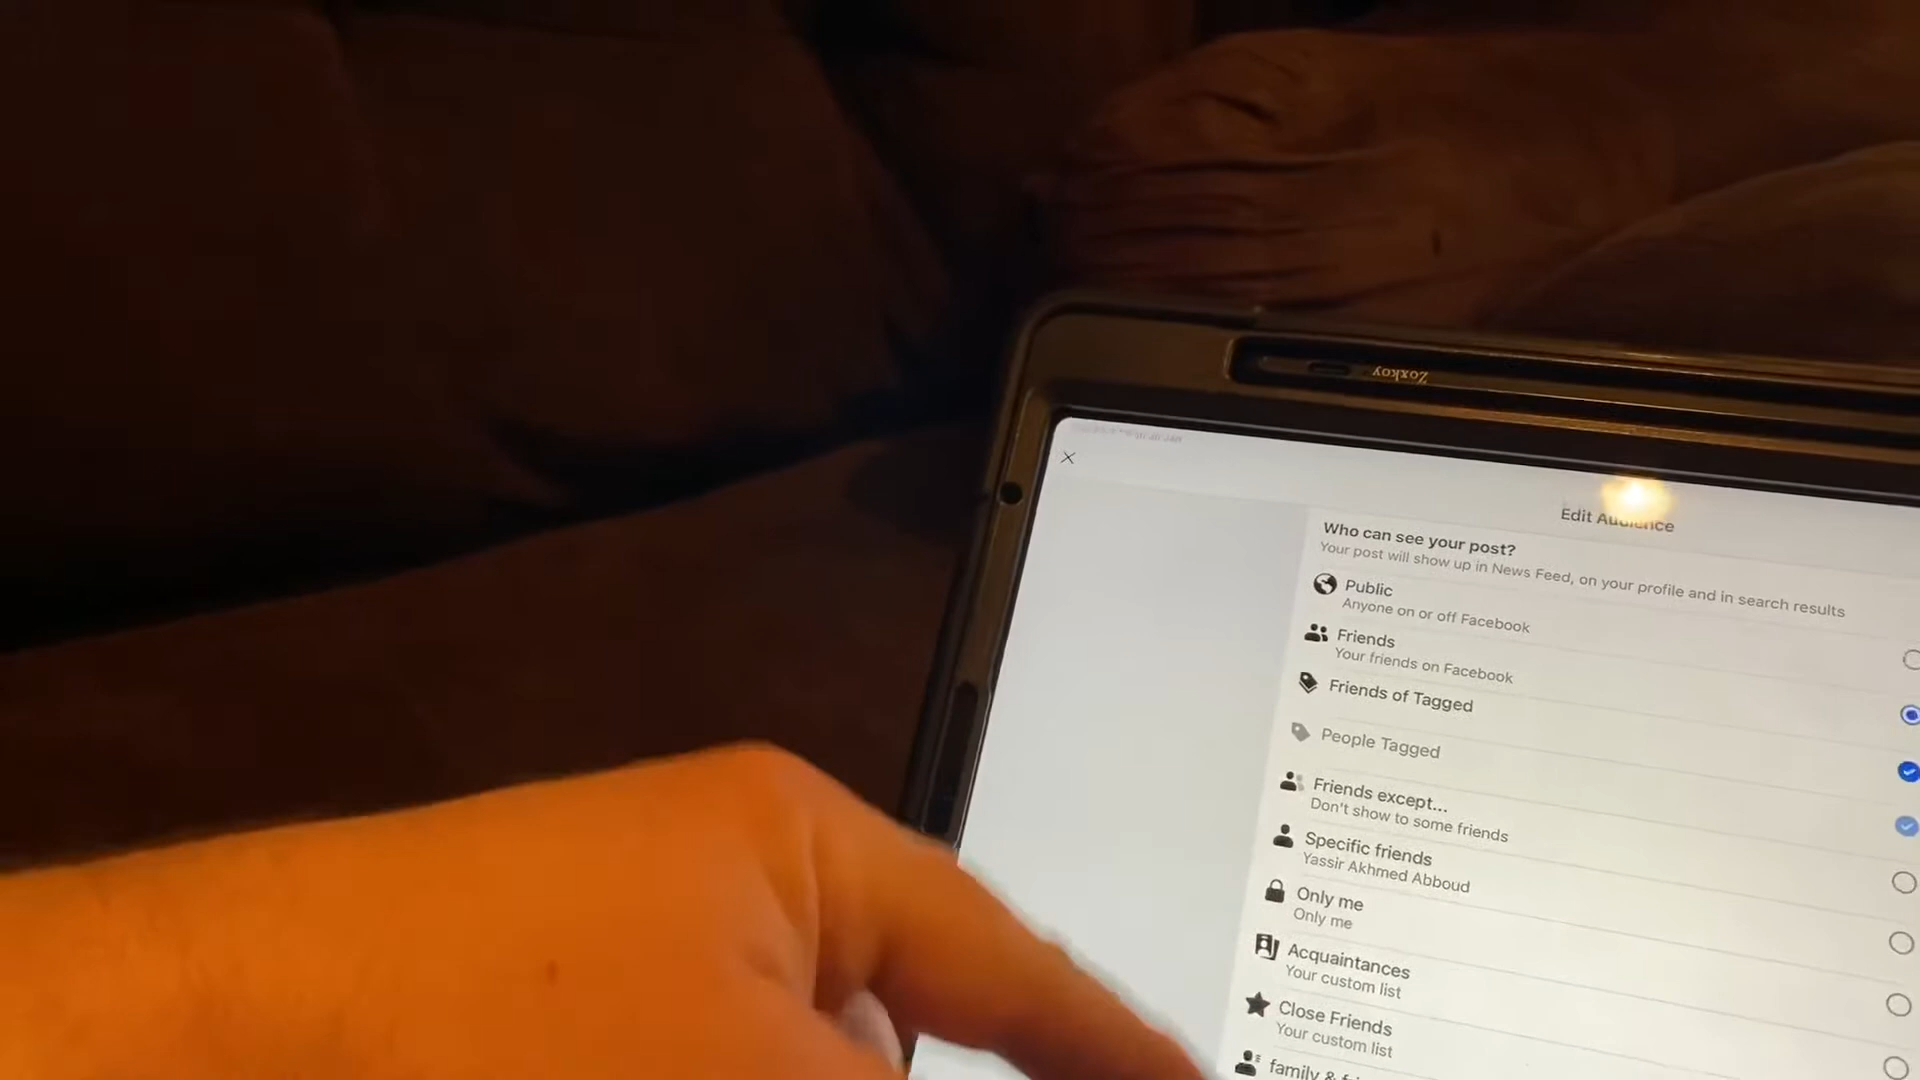 Zoxkoy
Edit Audience
Who can see your post?
Your post will show up in News Feed, on your profile and in search results
Public
Anyone on or off Facebook
Friends
Your friends on Facebook
Friends of Tagged
People Tagged
Friends except...
Don't show to some friends
Specific friends
Yassir Akhmed Abboud
Only me
Only me
Acquaintances
Your custom list
Close Friends
Your custom list
family &